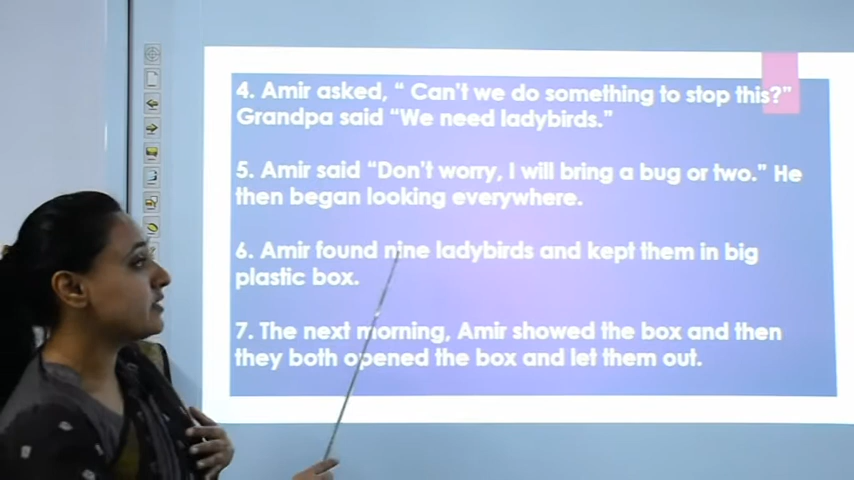 4. Amir asked, “ Can't we do something to stop this?”
Grandpa said “We need ladybirds.”
5. Amir said “Don't worry, I will bring a bug or two.” He
then began looking everywhere.
6. Amir found nine ladybirds and kept them in big
plastic box.
7. The next morning, Amir showed the box and then
they both opened the box and let them out.